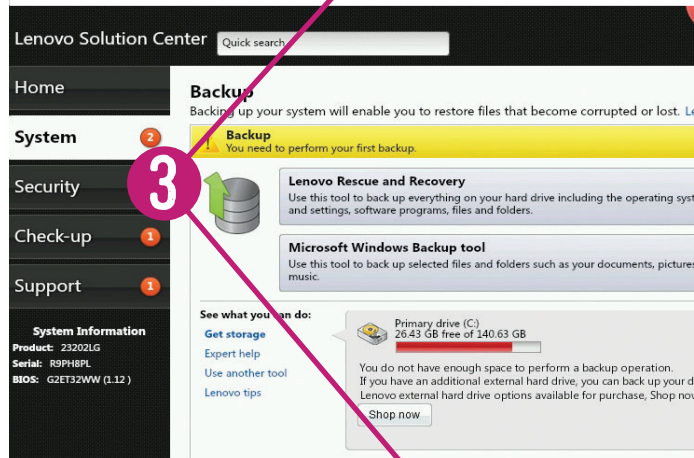 Lenovo Solution Center
Quick search
Home
System 2
Security
Check-up 1
Support 1
System Information
Product: 23202LG
Serial: R9PH8PL
BIOS: G2ET32WW (1.12 )
3
Backup
Backing up your system will enable you to restore files that become corrupted or lost.
Backup
You need to perform your first backup.
Lenovo Rescue and Recovery
Use this tool to back up everything on your hard drive including the operating
and settings, software programs, files and folders.
Microsoft Windows Backup tool
Use this tool to back up selected files and folders such as your documents, pictures
music.
See what you can do:
Get storage
Expert help
Use another tool
Lenovo tips
Primary drive (C:)
26.43 GB free of 140.63 GB
You do not have enough space to perform a backup operation.
If you have an additional external hard drive, you can back up your
Lenovo external hard drive options available for purchase, Shop
Shop now